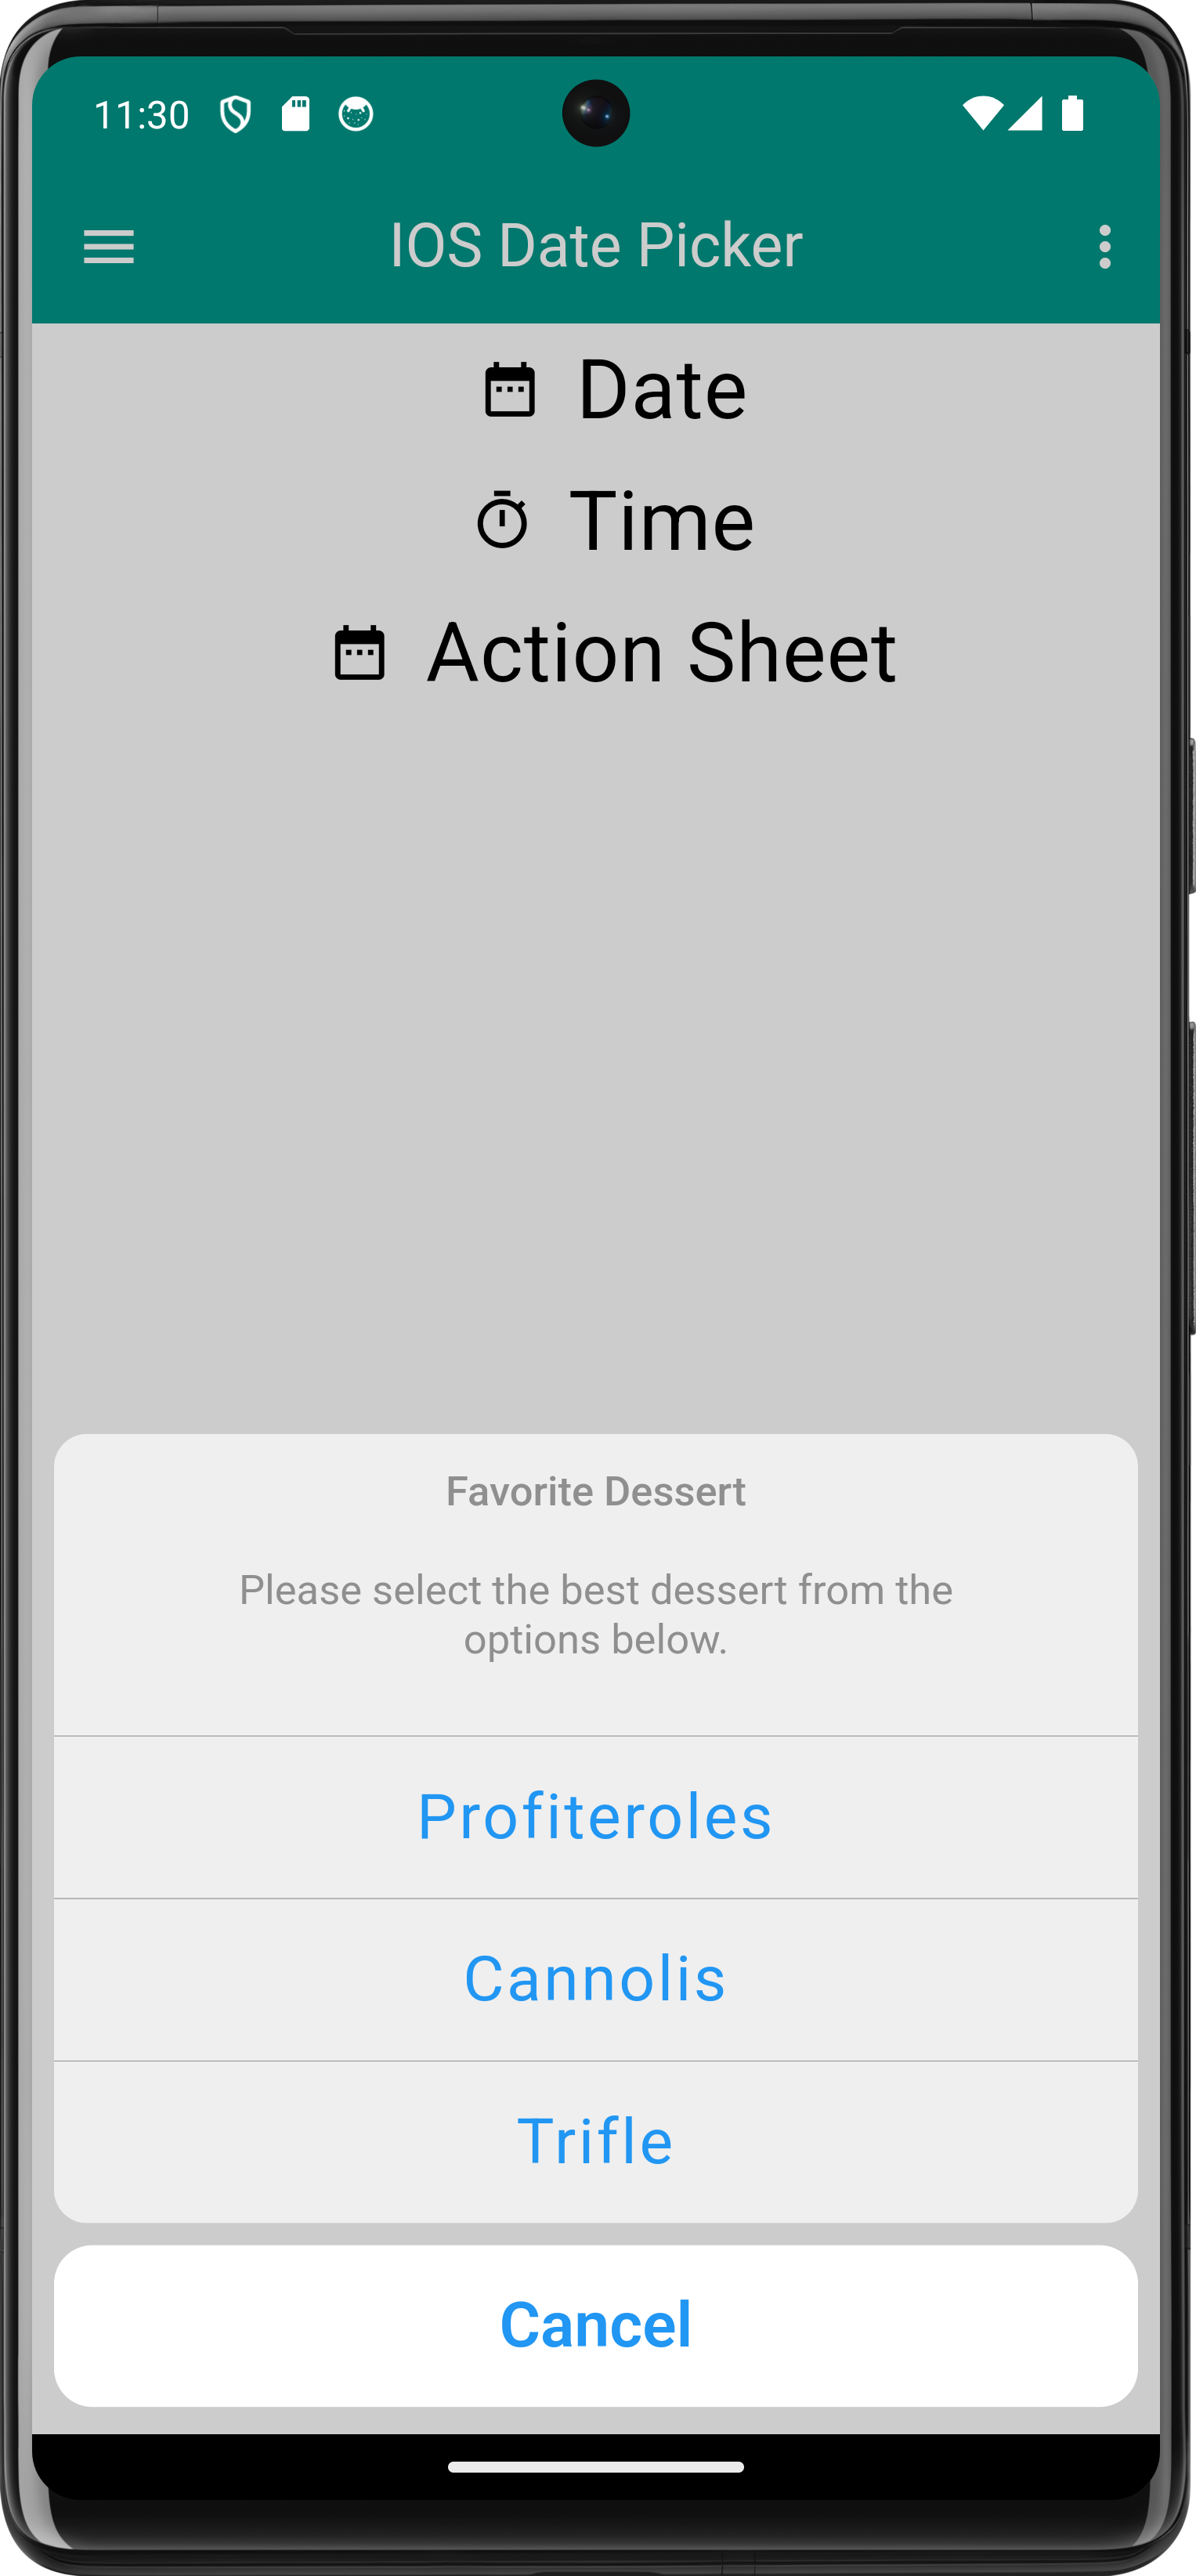 11:30
IOS Date Picker
Date
Time
Action Sheet
Favorite Dessert
Please select the best dessert from the
options below.
Profiteroles
Cannolis
Trifle
Cancel